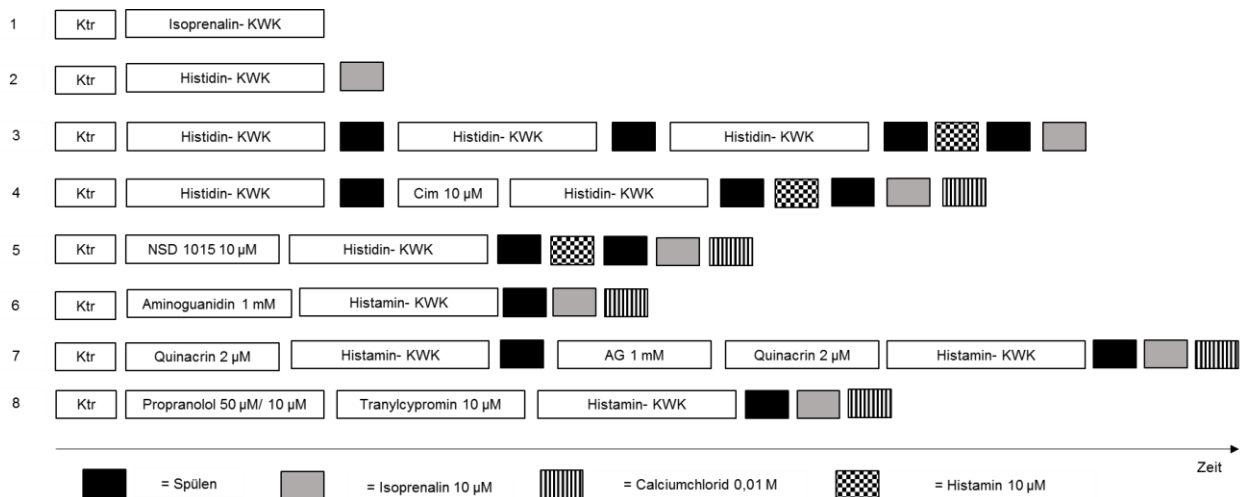 1 Ktr Isoprenalin- KWK
2 Ktr Histidin- KWK
3 Ktr Histidin- KWK Histidin- KWK Histidin- KWK
4 Ktr Histidin- KWK Cim 10 µM Histidin- KWK
5 Ktr NSD 1015 10 µM Histidin- KWK
6 Ktr Aminoguanidin 1 mM Histamin- KWK
7 Ktr Quinacrin 2 µM Histamin- KWK AG 1 mM Quinacrin 2 µM Histamin- KWK
8 Ktr Propranolol 50 µM/ 10 µM Tranylcypromin 10 µM Histamin- KWK
Zeit
= Spülen = Isoprenalin 10 µM = Calciumchlorid 0,01 M = Histamin 10 µM